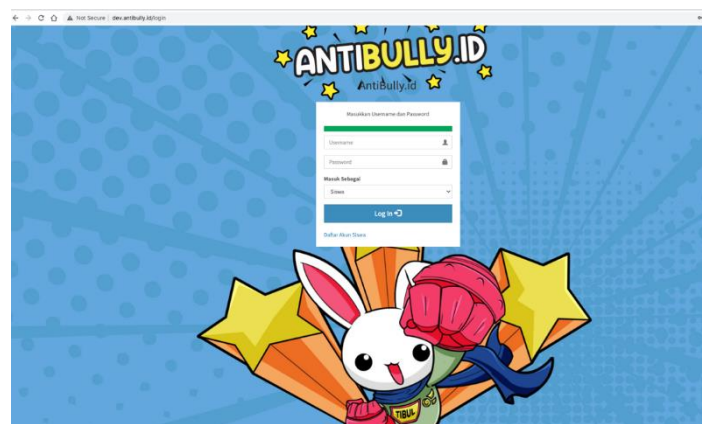 Not Secure | dev.antibully.id/login
ANTIBULLY.ID
AntiBully.id
Masukkan Username dan Password
Username
Password
Masuk Sebagai
Siswa
Log In
Daftar Akun Siswa
TIBUL